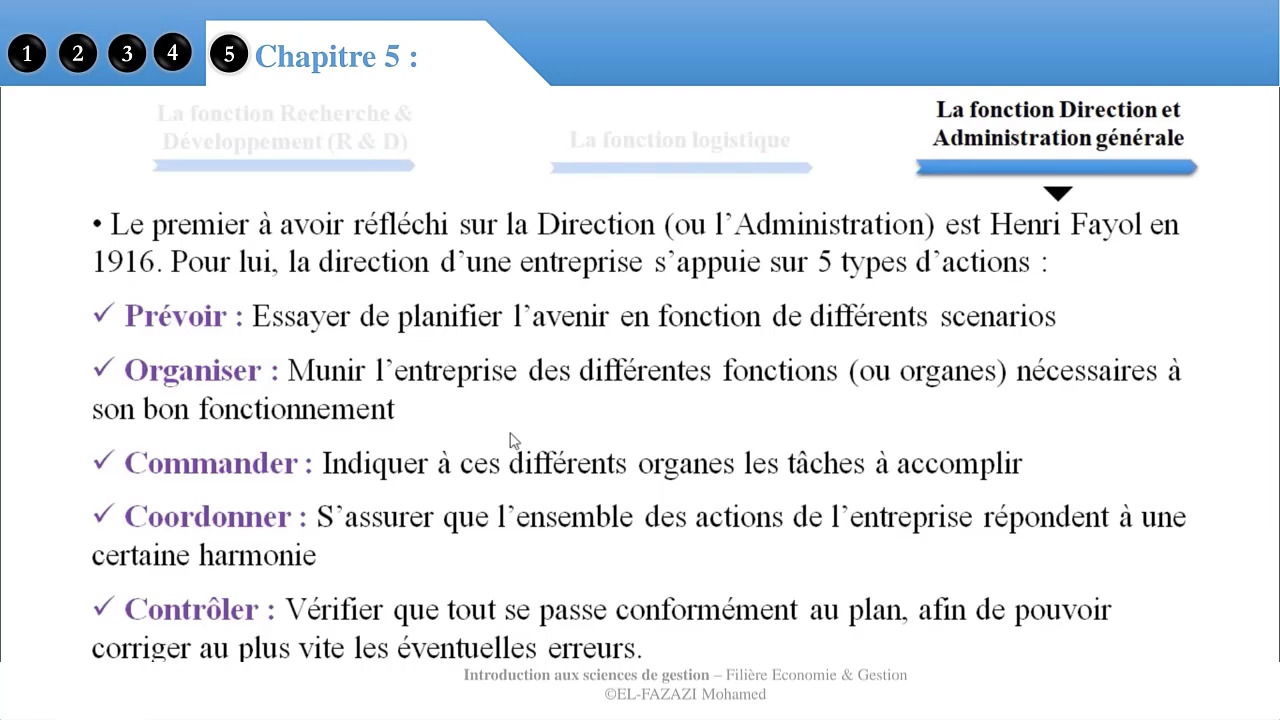 1 2 3 4 5 Chapitre 5 :
La fonction Recherche &
Développement (R & D)
La fonction logistique
La fonction Direction et
Administration générale
• Le premier à avoir réfléchi sur la Direction (ou l’Administration) est Henri Fayol en
1916. Pour lui, la direction d’une entreprise s’appuie sur 5 types d’actions :
✓ Prévoir : Essayer de planifier l’avenir en fonction de différents scenarios
✓ Organiser : Munir l’entreprise des différentes fonctions (ou organes) nécessaires à
son bon fonctionnement
✓ Commander : Indiquer à ces différents organes les tâches à accomplir
✓ Coordonner : S’assurer que l’ensemble des actions de l’entreprise répondent à une
certaine harmonie
✓ Contrôler : Vérifier que tout se passe conformément au plan, afin de pouvoir
corriger au plus vite les éventuelles erreurs.
Introduction aux sciences de gestion – Filière Economie & Gestion
©EL-FAZAZI Mohamed